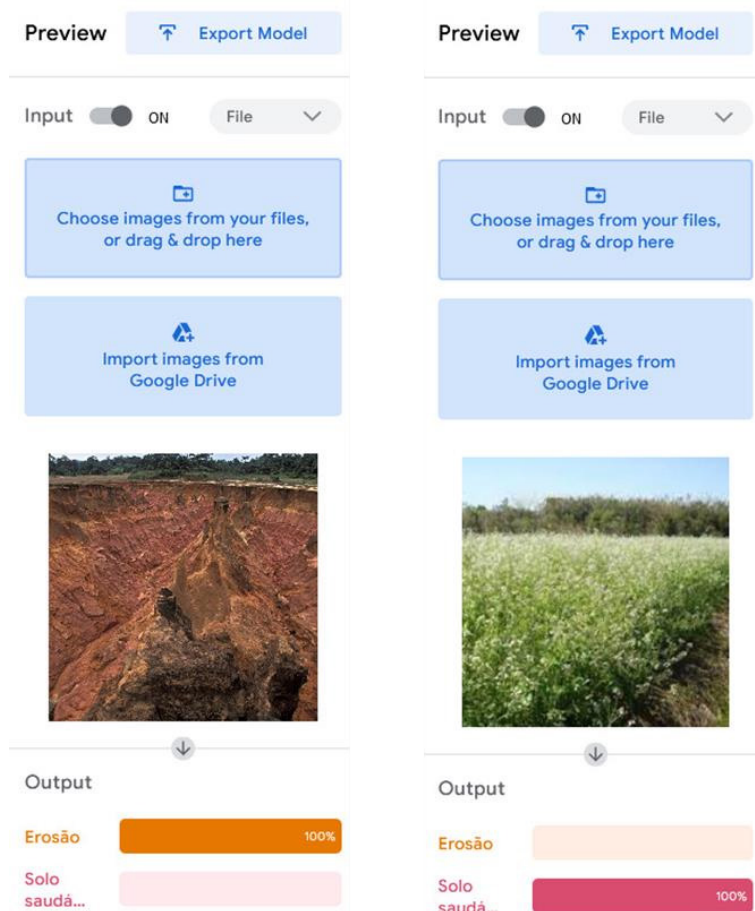 Preview
Export Model
Input
ON
File
Choose images from your files,
or drag & drop here
Import images from
Google Drive
Output
Erosão
100%
Solo
saudá...
Preview
Export Model
Input
ON
File
Choose images from your files,
or drag & drop here
Import images from
Google Drive
Output
Erosão
Solo
saudá...
100%